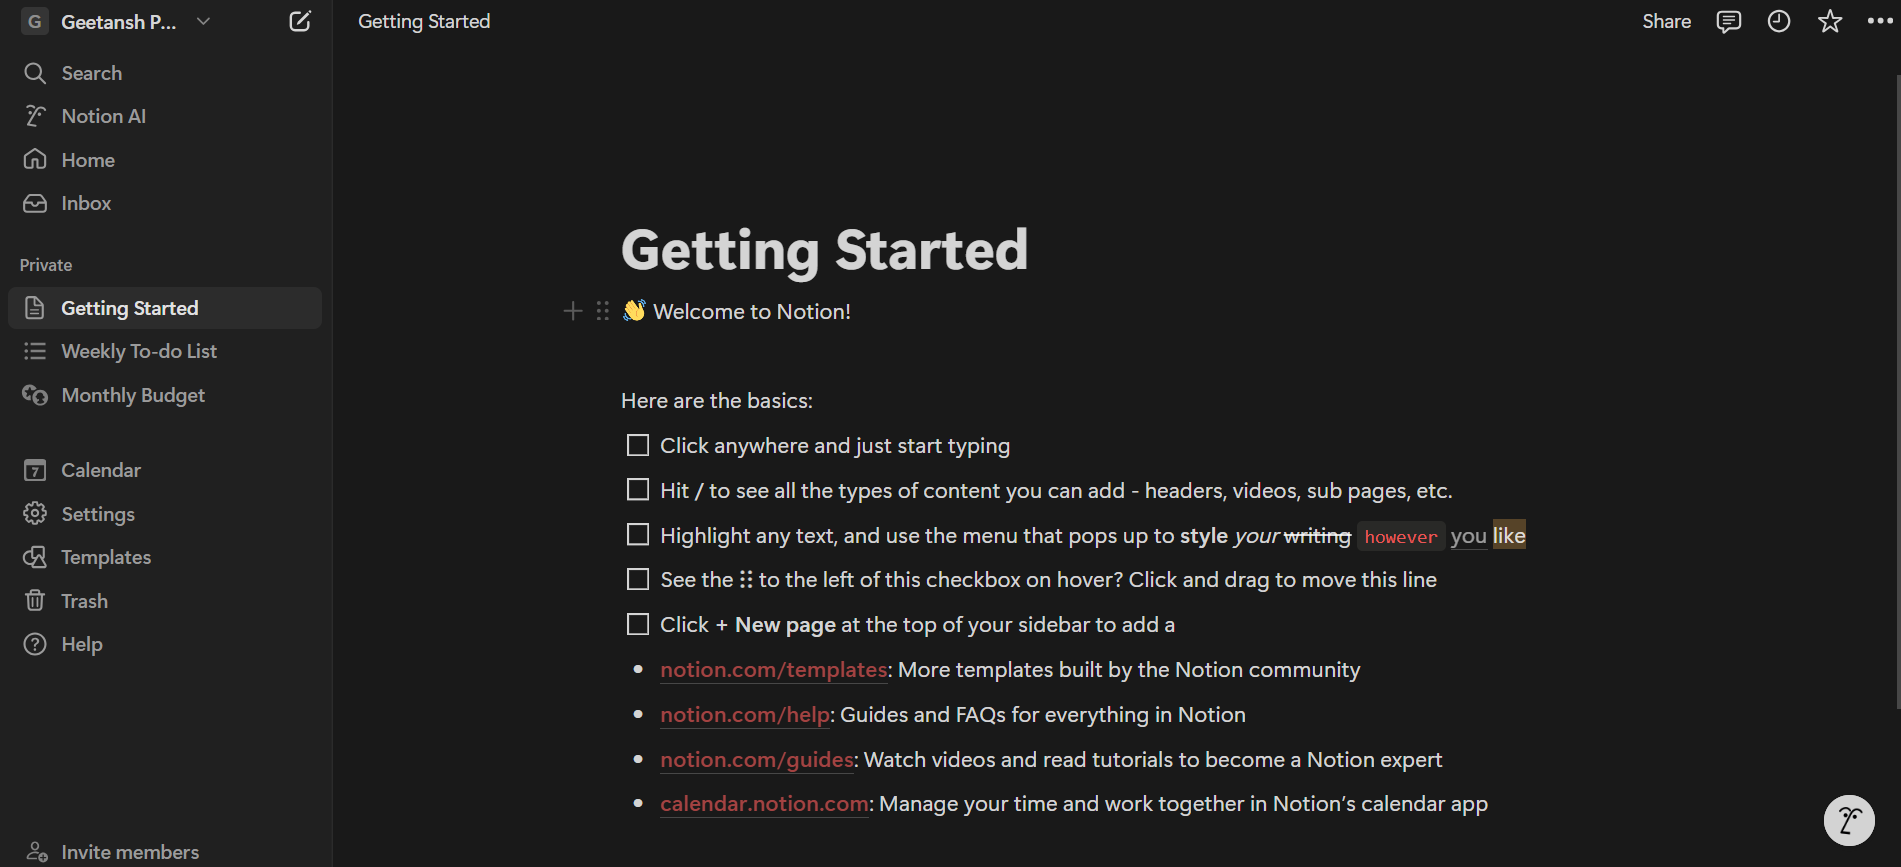 G Geetansh P...
Search
Notion AI
Home
Inbox
Private
Getting Started
Weekly To-do List
Monthly Budget
7 Calendar
Settings
Templates
Trash
Help
Invite members
Getting Started
Share
Getting Started
👋 Welcome to Notion!
Here are the basics:
Click anywhere and just start typing
Hit / to see all the types of content you can add - headers, videos, sub pages, etc.
Highlight any text, and use the menu that pops up to style your writing however you like
See the ⠿ to the left of this checkbox on hover? Click and drag to move this line
Click + New page at the top of your sidebar to add a
• notion.com/templates: More templates built by the Notion community
• notion.com/help: Guides and FAQs for everything in Notion
• notion.com/guides: Watch videos and read tutorials to become a Notion expert
• calendar.notion.com: Manage your time and work together in Notion’s calendar app